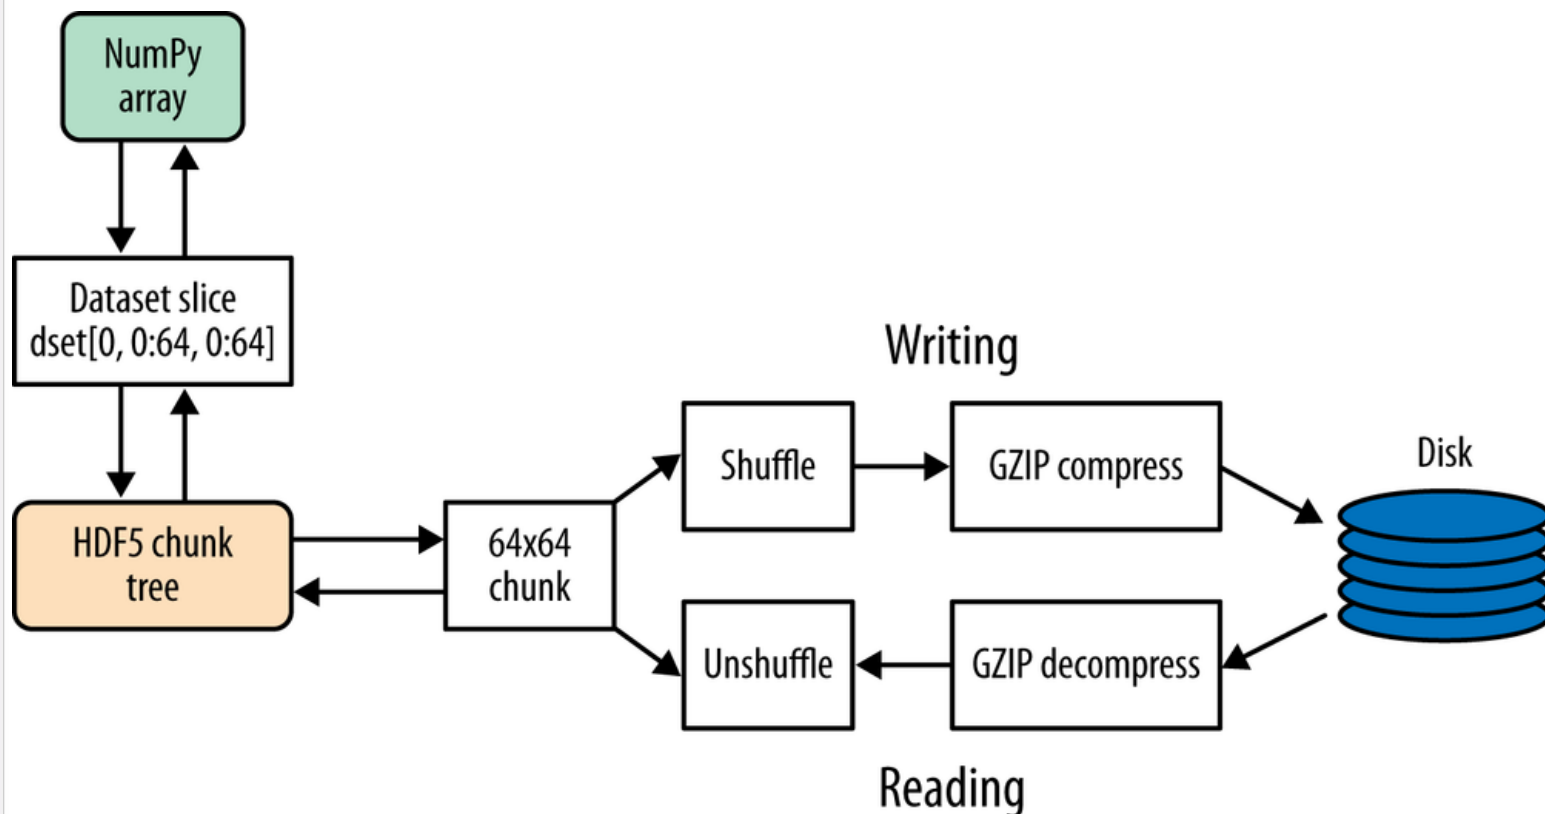 NumPy
array
Dataset slice
dset[0, 0:64, 0:64]
HDF5 chunk
tree
64x64
chunk
Writing
Shuffle
GZIP compress
Disk
Unshuffle
GZIP decompress
Reading